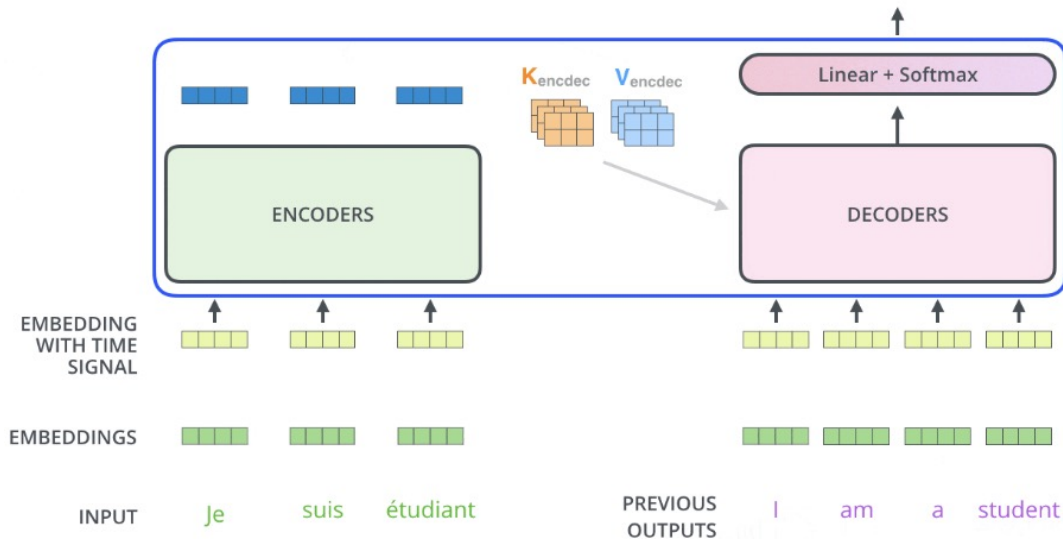 Linear + Softmax
Kencdec Vencdec
ENCODERS
DECODERS
EMBEDDING
WITH TIME
SIGNAL
EMBEDDINGS
INPUT
Je suis étudiant
PREVIOUS
OUTPUTS
I am a student